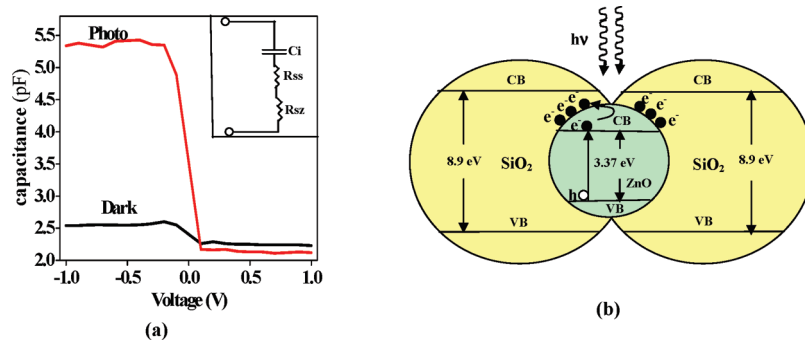 5.5
5.0
4.5
4.0
3.5
3.0
2.5
2.0
capacitance (pF)
Photo
Dark
-1.0
-0.5
0.0
0.5
1.0
Voltage (V)
Ci
Rss
Rsz
(a)
hν
CB
CB
e⁻ e⁻ e⁻ e⁻
e⁻ e⁻ e⁻
e⁻
CB
8.9 eV
SiO₂
3.37 eV
ZnO
h
VB
SiO₂
8.9 eV
VB
VB
(b)